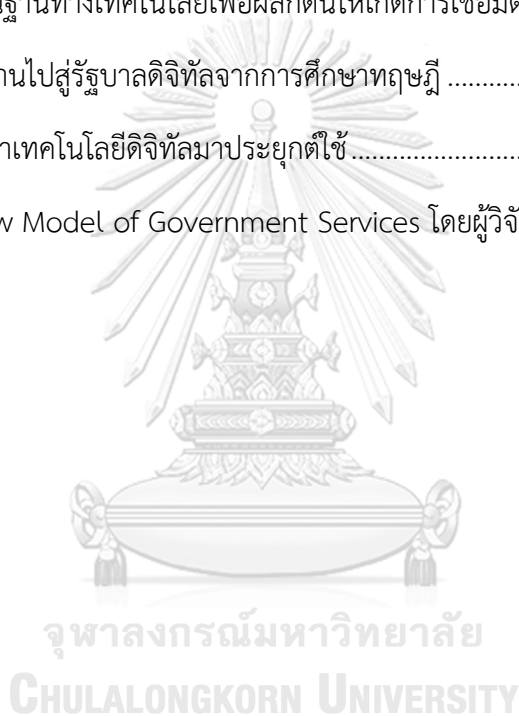 นฐานทางเทคโนโลยีเพื่อผลักดันให้เกิดการเชื่อมต
านไปสู่รัฐบาลดิจิทัลจากการศึกษาทฤษฎี ............
าเทคโนโลยีดิจิทัลมาประยุกต์ใช้ ......................
w Model of Government Services โดยผู้วิจั
จุฬาลงกรณ์มหาวิทยาลัย
CHULALONGKORN UNIVERSITY